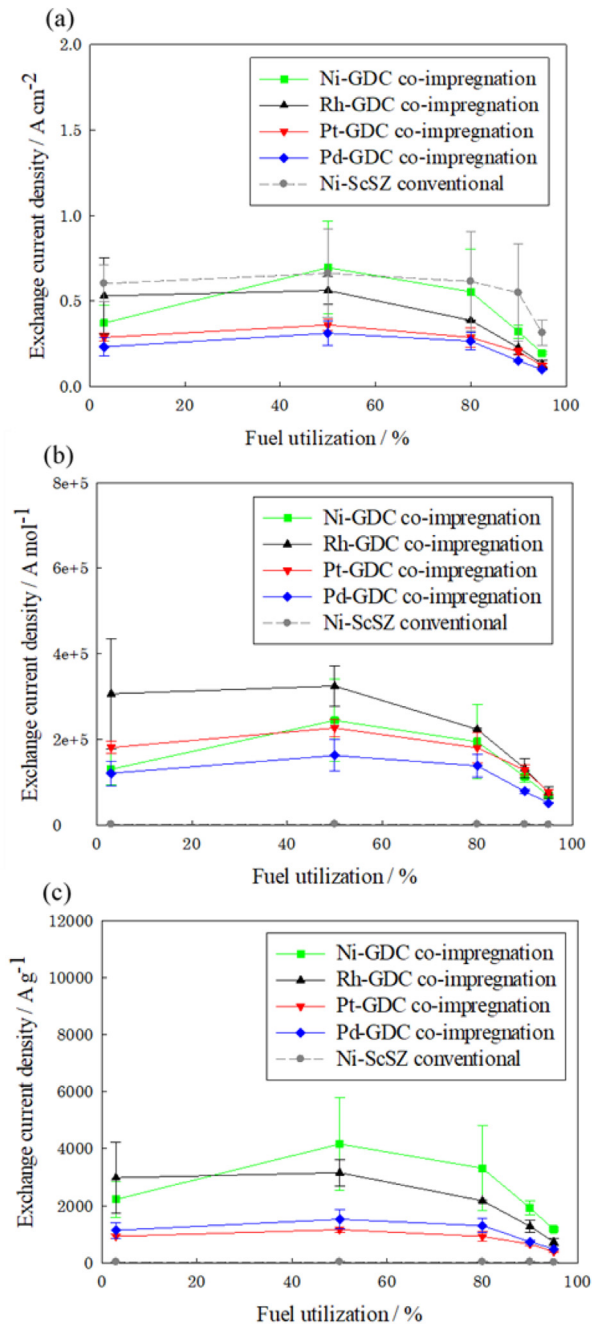 (a)
Exchange current density / A cm-2
2.0
1.5
1.0
0.5
0.0
Ni-GDC co-impregnation
Rh-GDC co-impregnation
Pt-GDC co-impregnation
Pd-GDC co-impregnation
Ni-ScSZ conventional
0 20 40 60 80 100
Fuel utilization / %
(b)
Exchange current density / A mol-1
8e+5
6e+5
4e+5
2e+5
0
Ni-GDC co-impregnation
Rh-GDC co-impregnation
Pt-GDC co-impregnation
Pd-GDC co-impregnation
Ni-ScSZ conventional
0 20 40 60 80 100
Fuel utilization / %
(c)
Exchange current density / A g-1
12000
10000
8000
6000
4000
2000
0
Ni-GDC co-impregnation
Rh-GDC co-impregnation
Pt-GDC co-impregnation
Pd-GDC co-impregnation
Ni-ScSZ conventional
0 20 40 60 80 100
Fuel utilization / %